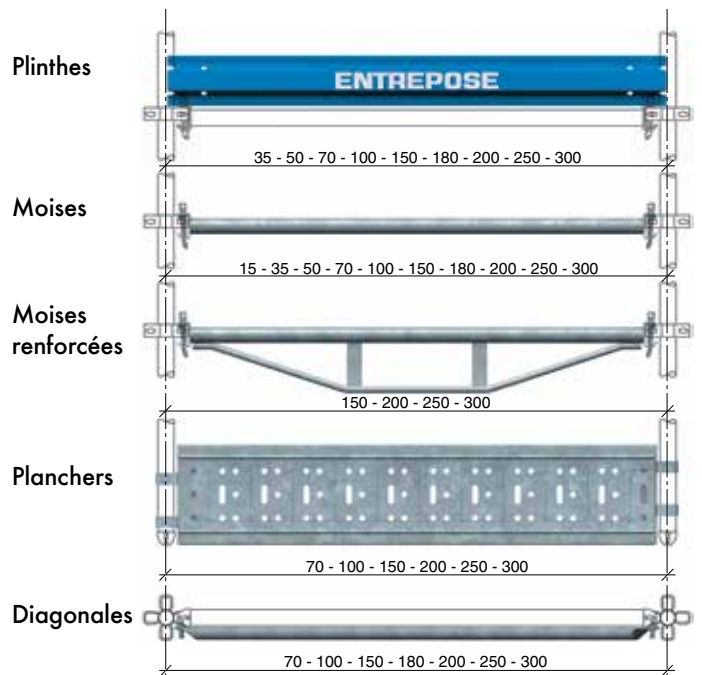 Plinthes
ENTREPOSE
35 - 50 - 70 - 100 - 150 - 180 - 200 - 250 - 300
Moises
15 - 35 - 50 - 70 - 100 - 150 - 180 - 200 - 250 - 300
Moises
renforcées
150 - 200 - 250 - 300
Planchers
70 - 100 - 150 - 200 - 250 - 300
Diagonales
70 - 100 - 150 - 180 - 200 - 250 - 300